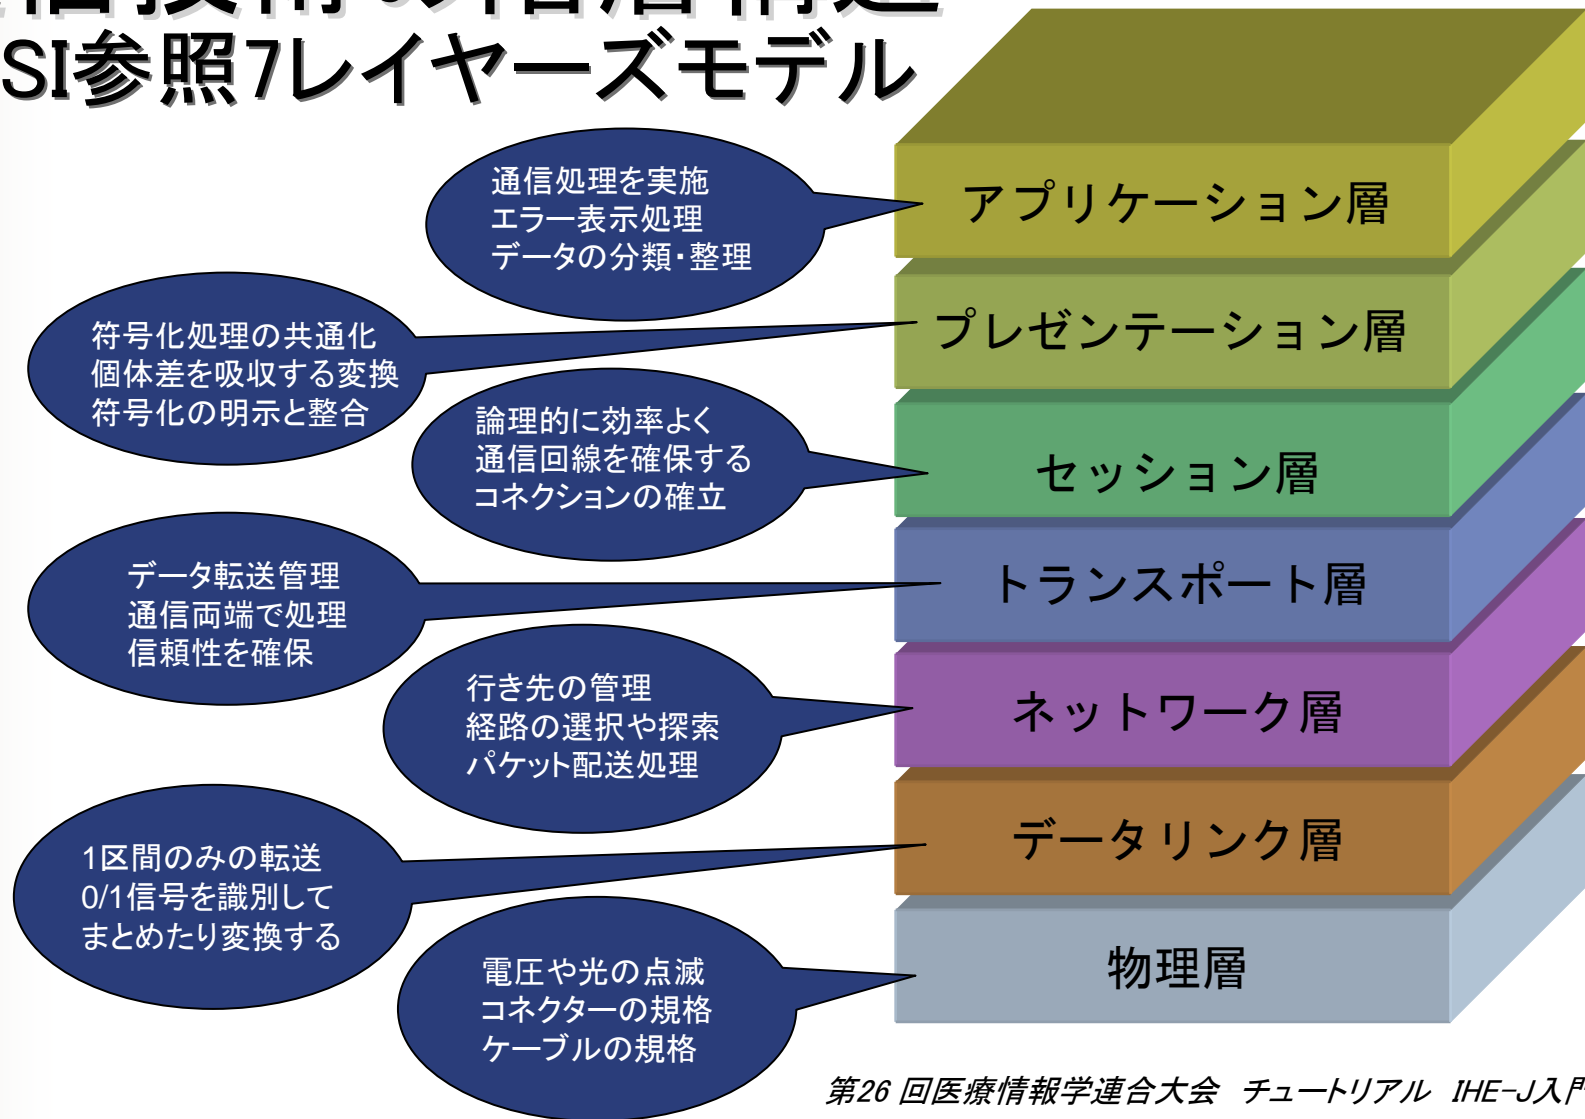 信技術の階層構造
SI参照7レイヤーズモデル
通信処理を実施
エラー表示処理
データの分類・整理
アプリケーション層
符号化処理の共通化
個体差を吸収する変換
符号化の明示と整合
プレゼンテーション層
論理的に効率よく
通信回線を確保する
コネクションの確立
セッション層
データ転送管理
通信両端で処理
信頼性を確保
トランスポート層
行き先の管理
経路の選択や探索
パケット配送処理
ネットワーク層
1区間のみの転送
0/1信号を識別して
まとめたり変換する
データリンク層
電圧や光の点滅
コネクターの規格
ケーブルの規格
物理層
第26回医療情報学連合大会 チュートリアル IHE-J入門